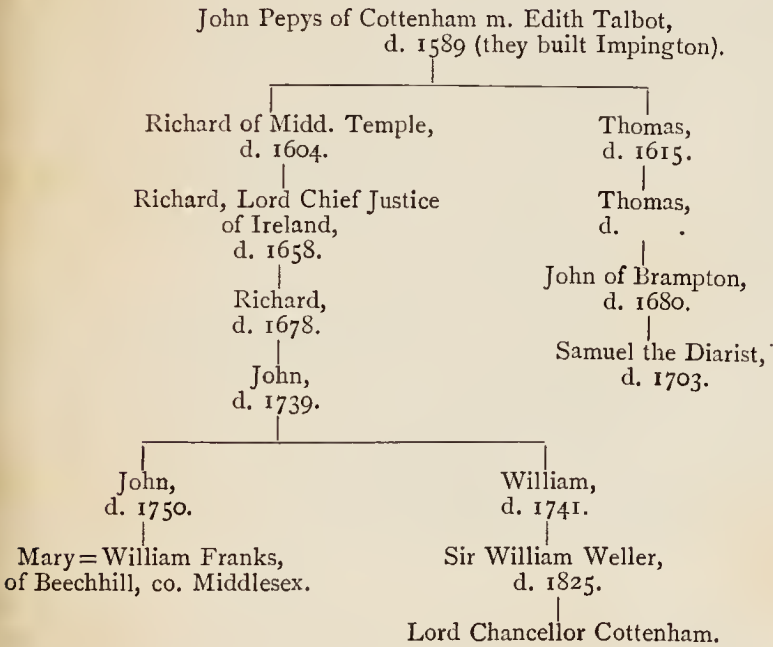 John Pepys of Cottenham m. Edith Talbot,
d. 1589 (they built Impington).
Richard of Midd. Temple,
d. 1604.
Thomas,
d. 1615.
Richard, Lord Chief Justice
of Ireland,
d. 1658.
Thomas,
d. .
Richard,
d. 1678.
John of Brampton,
d. 1680.
John,
d. 1739.
Samuel the Diarist,
d. 1703.
John,
d. 1750.
William,
d. 1741.
Mary=William Franks,
of Beechhill, co. Middlesex.
Sir William Weller,
d. 1825.
Lord Chancellor Cottenham.